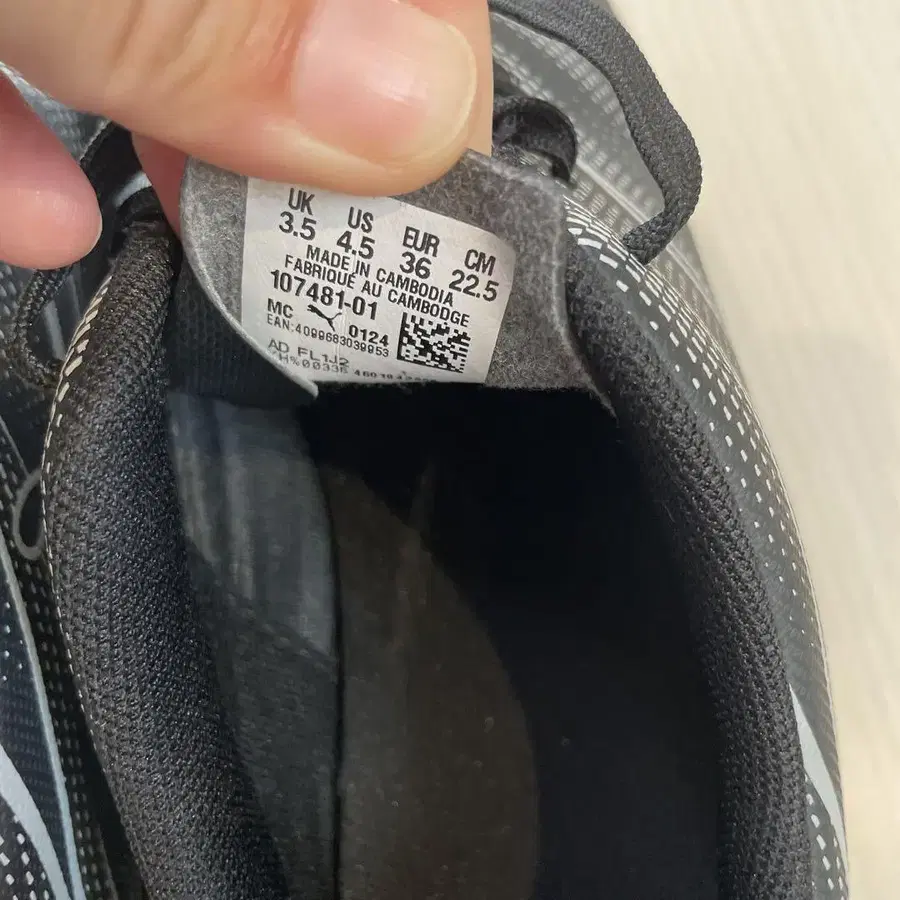 UK US EUR CM
3.5 4.5 36 22.5
MADE IN CAMBODIA
FABRIQUÉ AU CAMBODGE
107481-01
MC 0124
EAN:4099683039953
AD FL1J2